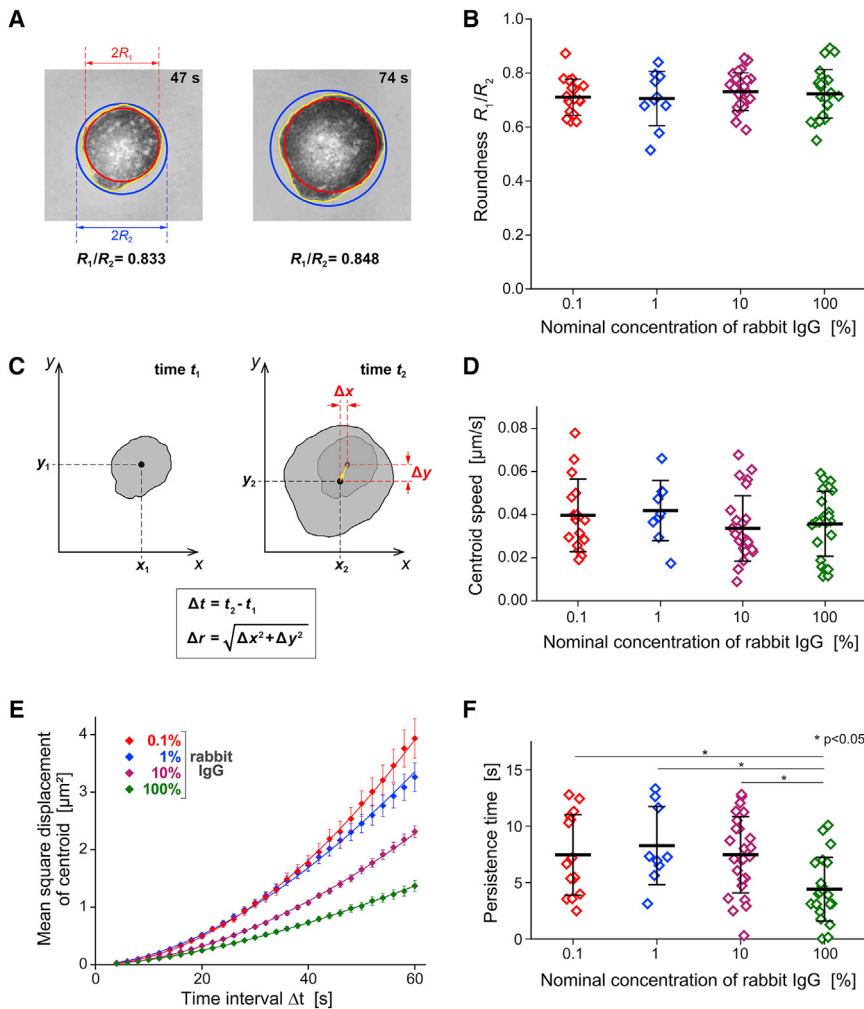 A
2R₁
47 s
74 s
2R₂
R₁/R₂= 0.833
R₁/R₂= 0.848
B
Roundness R₁/R₂
1.0
0.8
0.6
0.4
0.2
0.0
0.1 1 10 100
Nominal concentration of rabbit IgG [%]
C
y
time t₁
y₁
x₁
x
y
time t₂
Δx
Δy
y₂
x₂
x
Δt = t₂ - t₁
Δr = √Δx² + Δy²
D
Centroid speed [µm/s]
0.08
0.06
0.04
0.02
0.00
0.1 1 10 100
Nominal concentration of rabbit IgG [%]
E
Mean square displacement
of centroid [µm²]
4
3
2
1
0
0 20 40 60
Time interval Δt [s]
0.1%
1%
10%
100%
rabbit
IgG
F
* p<0.05
*
*
*
Persistence time [s]
15
10
5
0
0.1 1 10 100
Nominal concentration of rabbit IgG [%]